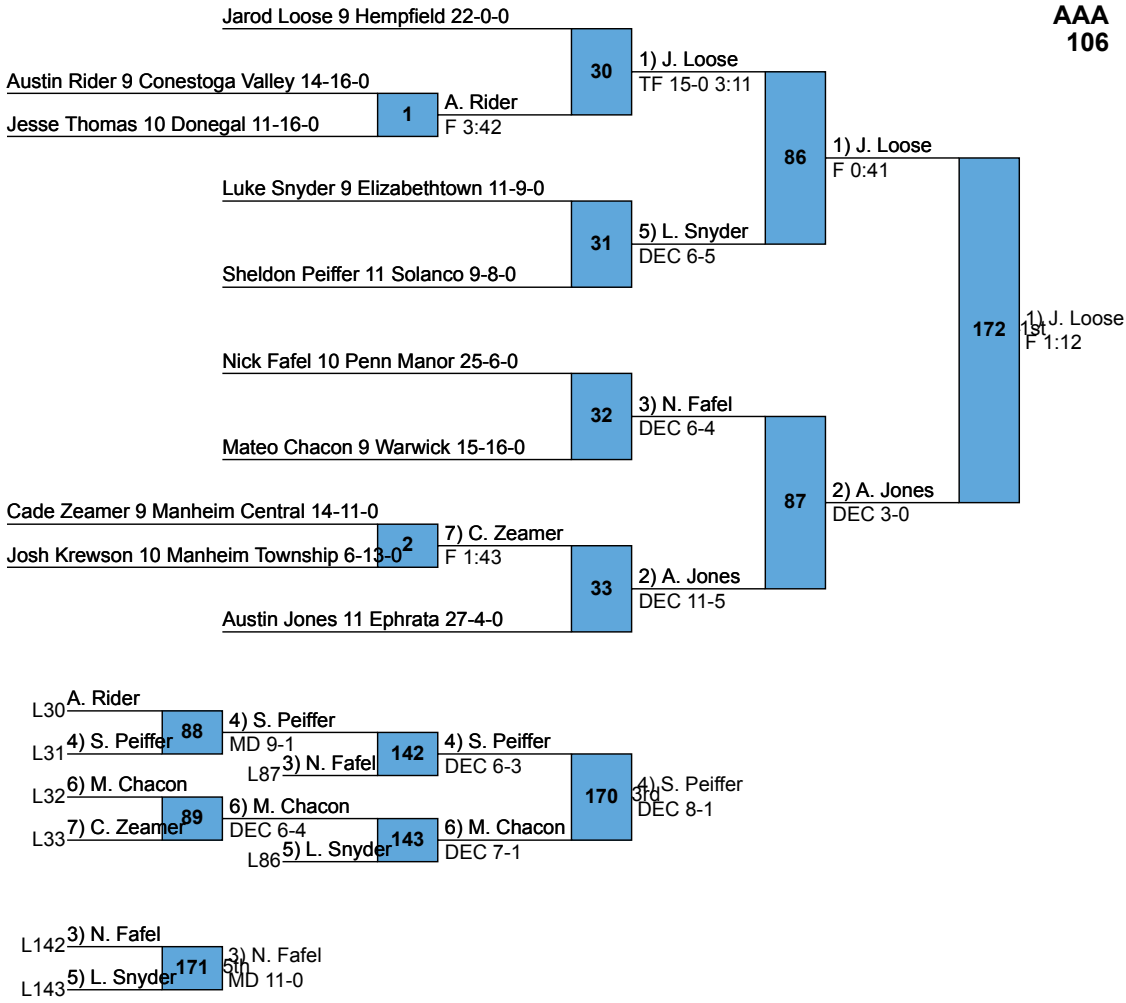 AAA
106
Jarod Loose 9 Hempfield 22-0-0
30
1) J. Loose
TF 15-0 3:11
Austin Rider 9 Conestoga Valley 14-16-0
1
A. Rider
F 3:42
Jesse Thomas 10 Donegal 11-16-0
86
1) J. Loose
F 0:41
Luke Snyder 9 Elizabethtown 11-9-0
31
5) L. Snyder
DEC 6-5
Sheldon Peiffer 11 Solanco 9-8-0
172
1) J. Loose
1st
F 1:12
Nick Fafel 10 Penn Manor 25-6-0
32
3) N. Fafel
DEC 6-4
Mateo Chacon 9 Warwick 15-16-0
87
2) A. Jones
DEC 3-0
Cade Zeamer 9 Manheim Central 14-11-0
2
7) C. Zeamer
F 1:43
Josh Krewson 10 Manheim Township 6-13-0
33
2) A. Jones
DEC 11-5
Austin Jones 11 Ephrata 27-4-0
L30
A. Rider
88
4) S. Peiffer
MD 9-1
L31
4) S. Peiffer
142
4) S. Peiffer
DEC 6-3
L87
3) N. Fafel
L32
6) M. Chacon
89
6) M. Chacon
DEC 6-4
L33
7) C. Zeamer
143
6) M. Chacon
DEC 7-1
L86
5) L. Snyder
170
4) S. Peiffer
3rd
DEC 8-1
L142
3) N. Fafel
171
3) N. Fafel
5th
MD 11-0
L143
5) L. Snyder